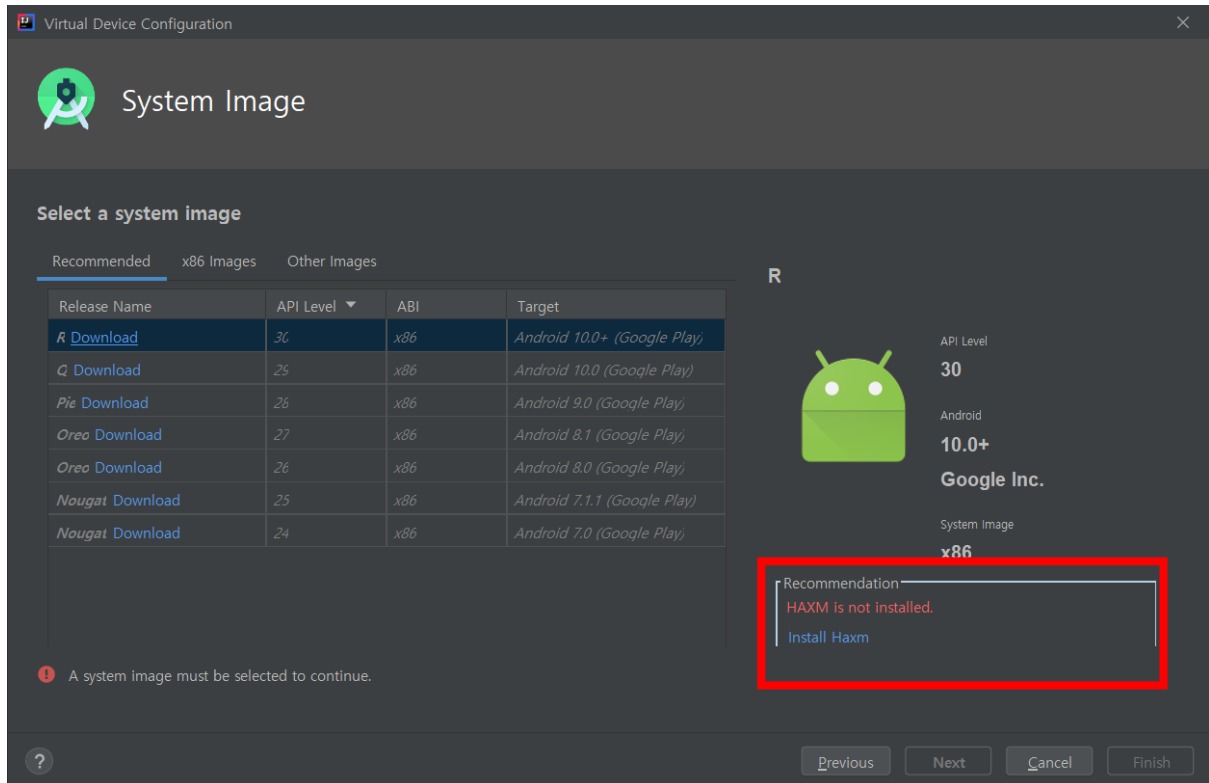 Virtual Device Configuration
System Image
Select a system image
Recommended x86 Images Other Images
Release Name API Level ABI Target
R Download 30 x86 Android 10.0+ (Google Play)
Q Download 29 x86 Android 10.0 (Google Play)
Pie Download 28 x86 Android 9.0 (Google Play)
Oreo Download 27 x86 Android 8.1 (Google Play)
Oreo Download 26 x86 Android 8.0 (Google Play)
Nougat Download 25 x86 Android 7.1.1 (Google Play)
Nougat Download 24 x86 Android 7.0 (Google Play)
A system image must be selected to continue.
R
API Level
30
Android
10.0+
Google Inc.
System Image
x86
Recommendation
HAXM is not installed.
Install Haxm
? Previous Next Cancel Finish